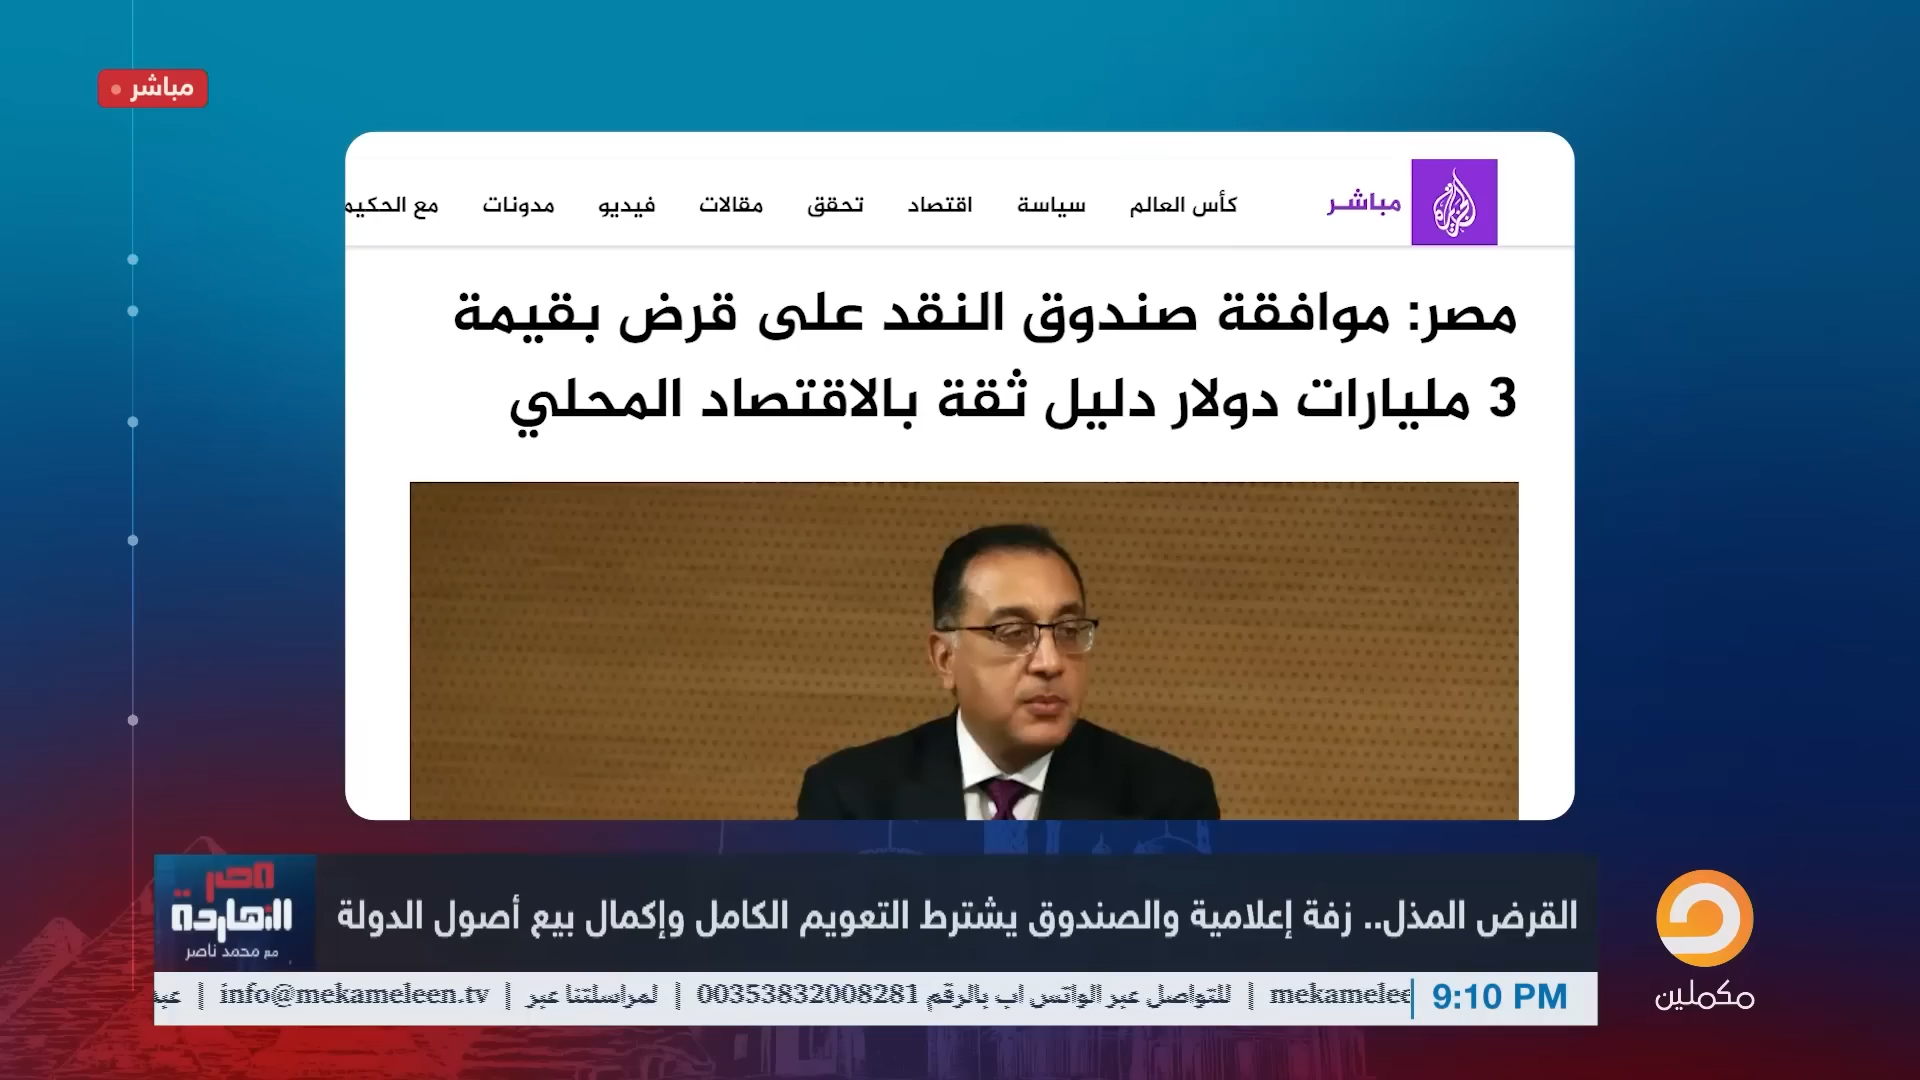 مباشر
مباشر
كأس العالم
سياسة
اقتصاد
تحقق
مقالات
فيديو
مدونات
مع الحكيم
مصر: موافقة صندوق النقد على قرض بقيمة
3 مليارات دولار دليل ثقة بالاقتصاد المحلي
القرض المذل.. زفة إعلامية والصندوق يشترط التعويم الكامل وإكمال بيع أصول الدولة
مصر
النهاردة
مع محمد ناصر
9:10 PM
mekamelee | للتواصل عبر الواتس اب بالرقم 00353832008281 | لمراسلتنا عبر | info@mekameleen.tv |
مكملين